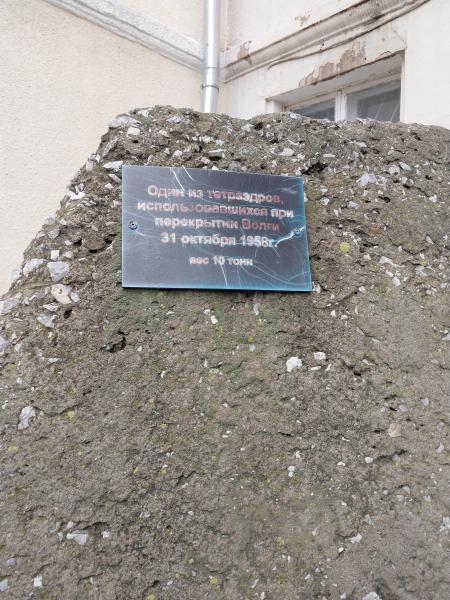 Один из тетраэдров,
использовавшихся при
перекрытии Волги
31 октября 1958г.
вес 10 тонн